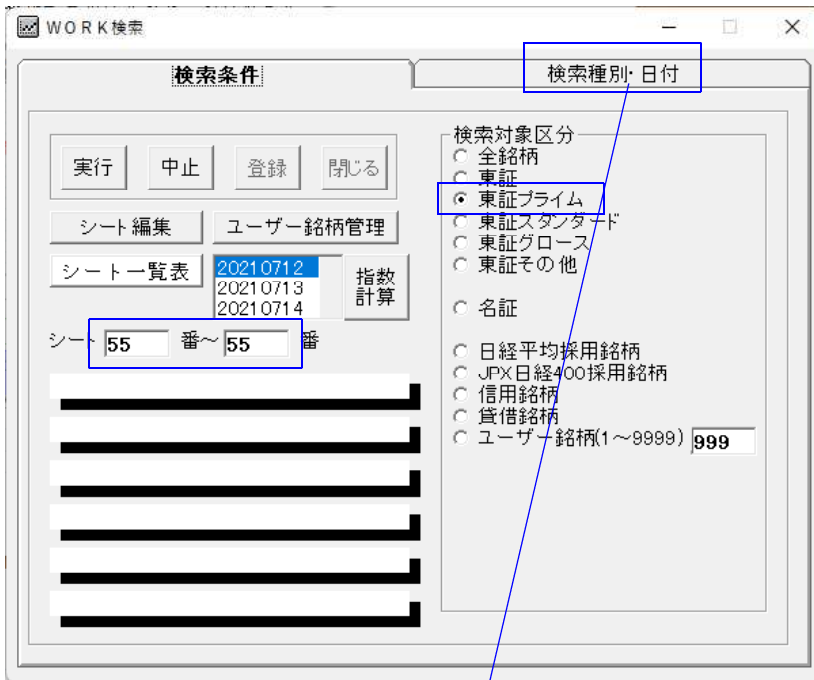 WORK検索
検索条件
検索種別・日付
実行
中止
登録
閉じる
シート編集
ユーザー銘柄管理
シート一覧表
20210712
20210713
20210714
指数
計算
シート 55 番～ 55 番
検索対象区分
全銘柄
東証
東証プライム
東証スタンダード
東証グロース
東証その他
名証
日経平均採用銘柄
JPX日経400採用銘柄
信用銘柄
貸借銘柄
ユーザー銘柄(1～9999) 999